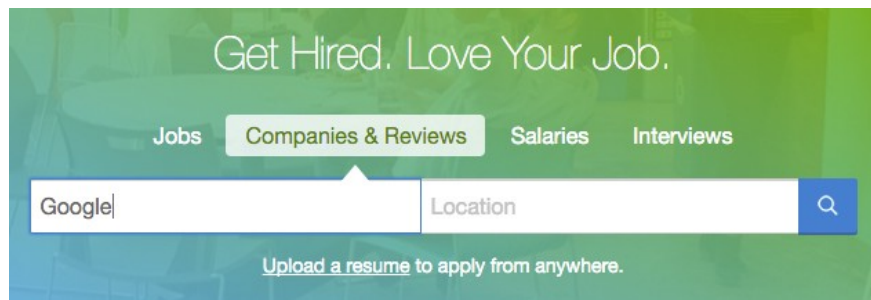 Get Hired. Love Your Job.
Jobs Companies & Reviews Salaries Interviews
Google Location
Upload a resume to apply from anywhere.